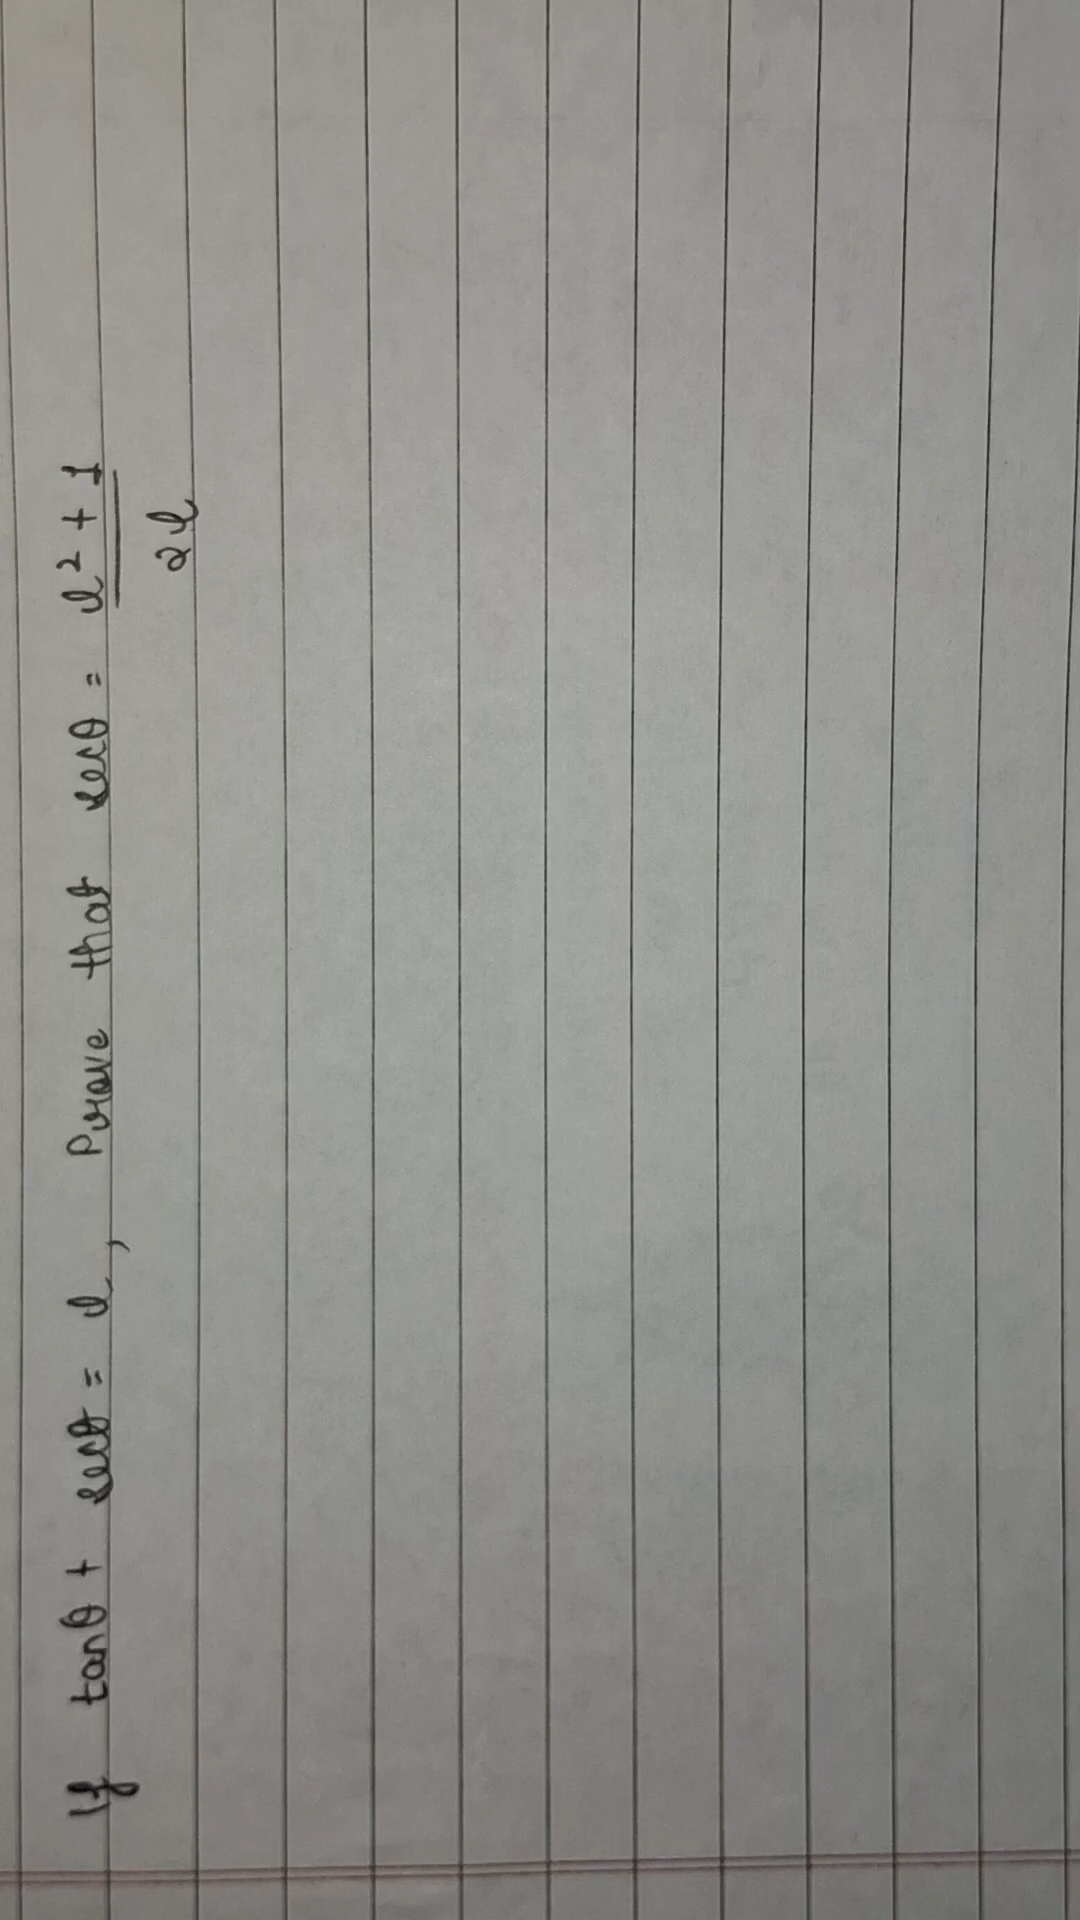 If tanθ + secθ = l, Prove that secθ = l² + 1
2l